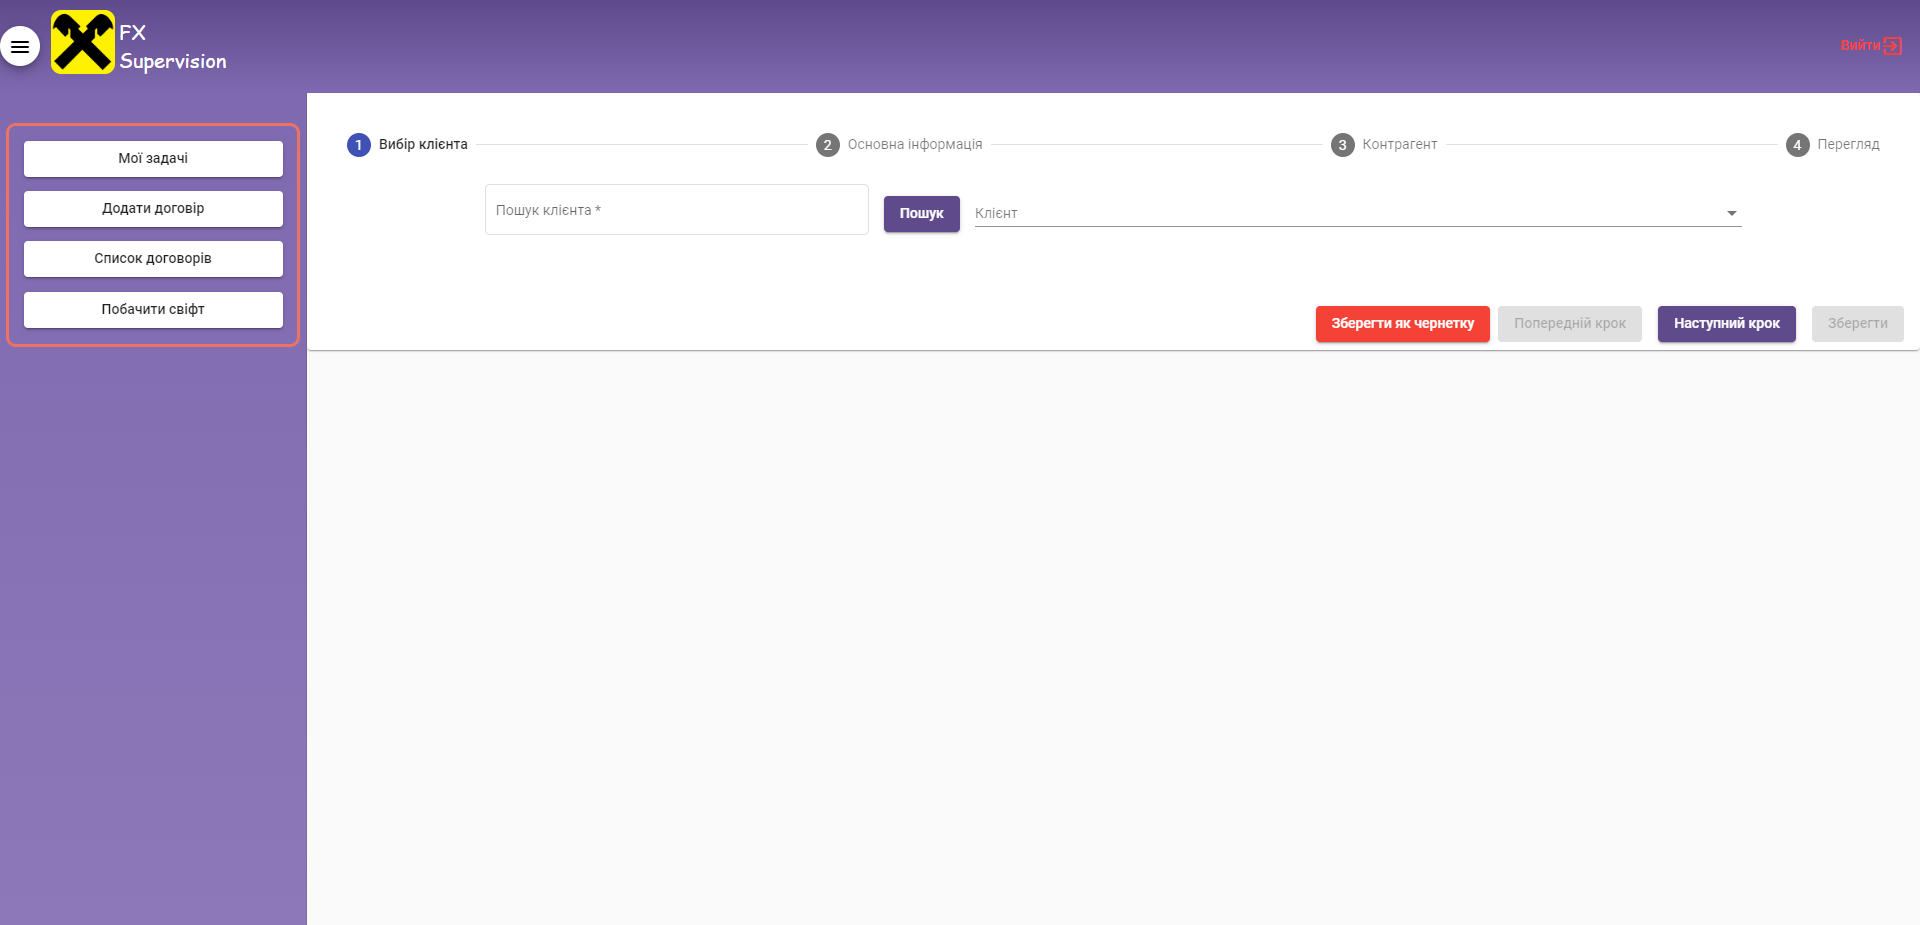 FX
Supervision
Вийти
Мої задачі
Додати договір
Список договорів
Побачити свіфт
1 Вибір клієнта
2 Основна інформація
3 Контрагент
4 Перегляд
Пошук клієнта *
Пошук
Клієнт
Зберегти як чернетку
Попередній крок
Наступний крок
Зберегти